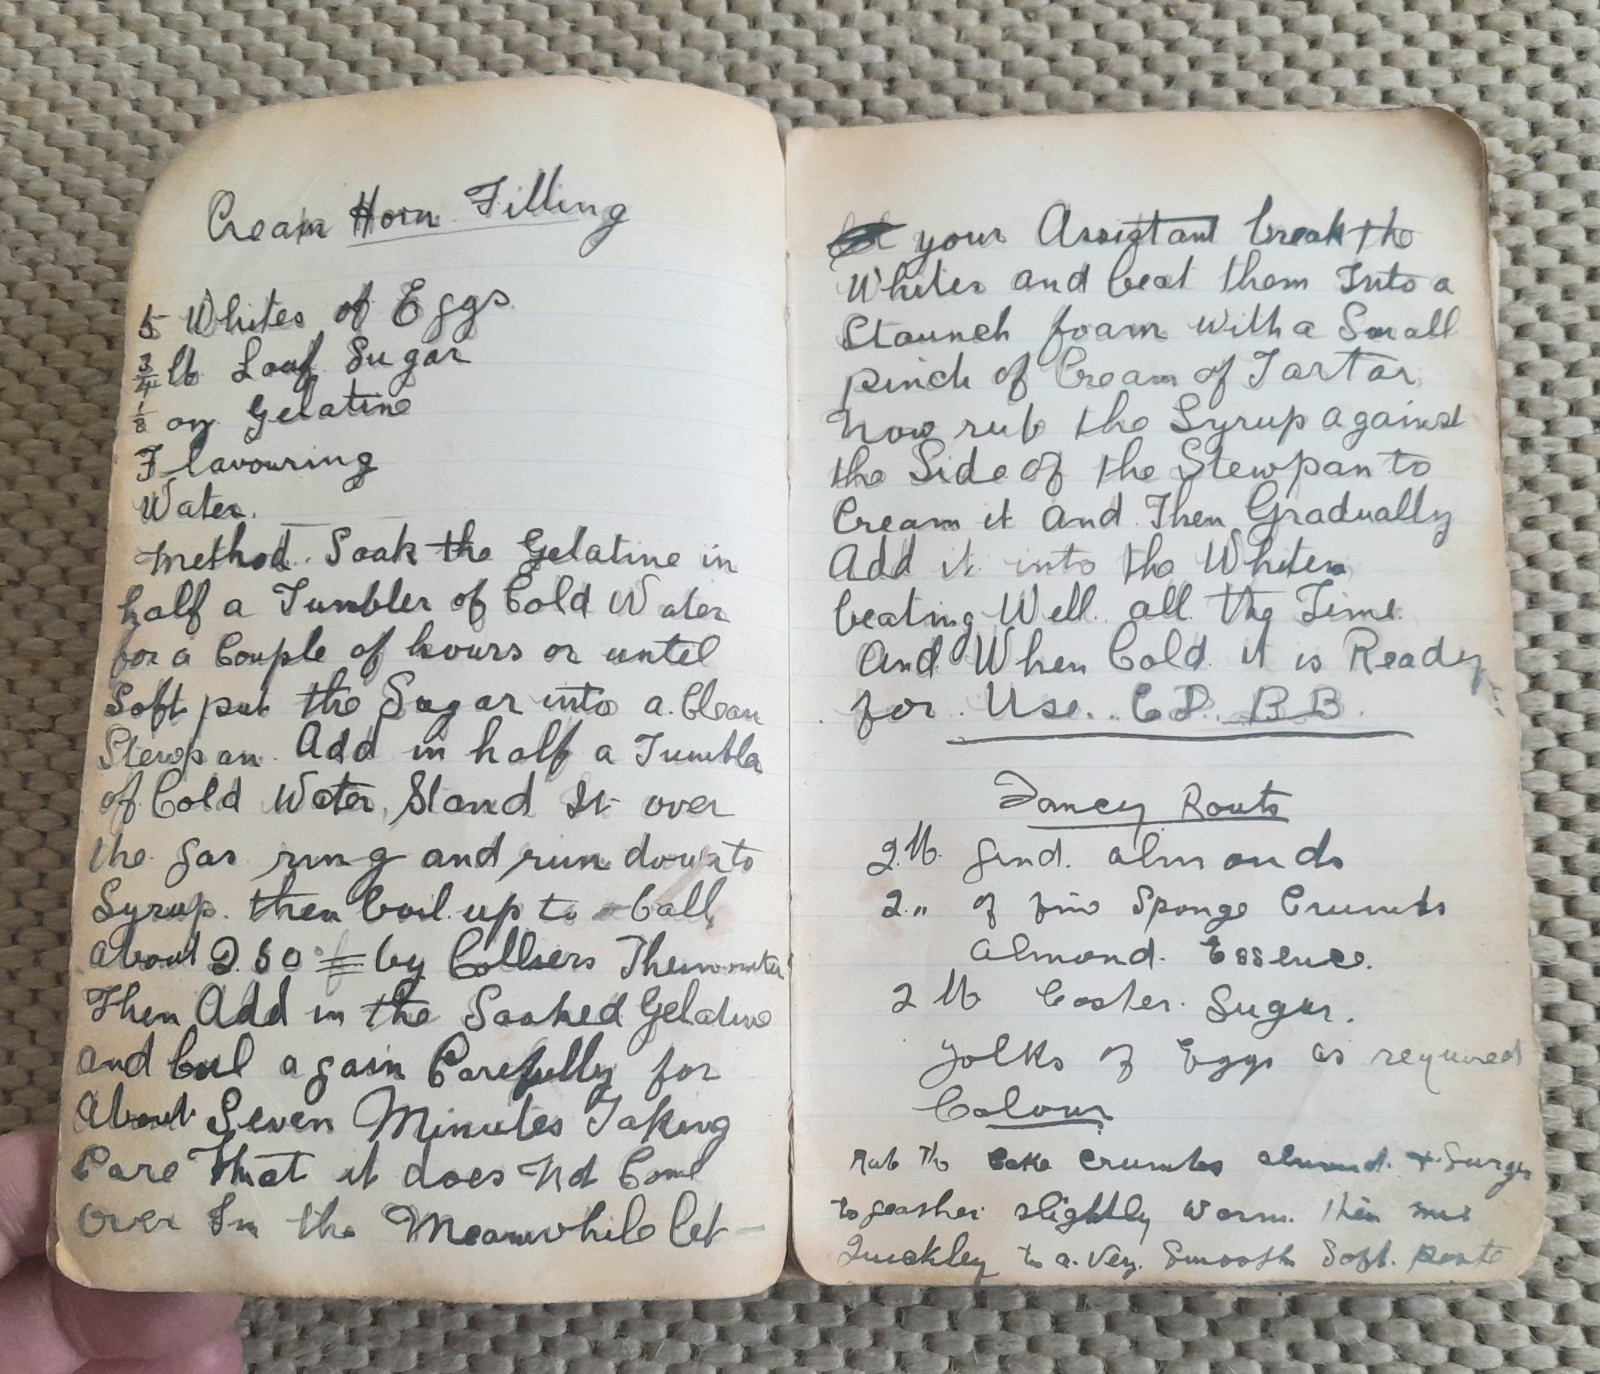 Cream Horn Filling
5 Whites of Eggs
3/4 lb Loaf Sugar
1/8 oz Gelatine
Flavouring
Water.
Method. Soak the Gelatine in
half a Tumbler of Cold Water
for a Couple of hours or until
Soft put the Sugar into a Clean
Stewpan. Add in half a Tumbla
of Cold Water, Stand It over
the gas ring and run down to
Syrup. then boil up to ball
about 250° F by Thermomter
Then Add in the Soaked Gelatine
and boil again Carefully for
About Seven Minutes Taking
Care That it does not Come
over In the Meanwhile let
your Assistant break the
Whites and beat them Into a
Staunch foam with a Small
pinch of Cream of Tartar,
Now rub the Syrup against
the Side of the Stewpan to
Cream it and Then Gradually
Add it into the Whites
beating Well all the Time.
And When Cold it is Ready
for Use. CD. BB.
Fancy Routs
2 lb. grnd. almonds
2 " of fine Sponge Crumbs
almond. Essence.
2 lb Caster. Sugar.
yolks of Eggs as required
Colour
Rub the Cake Crumbs almond. + Surger
to geather slightly worm. then mix
Quickley to a. very. Smooth Soft. paste